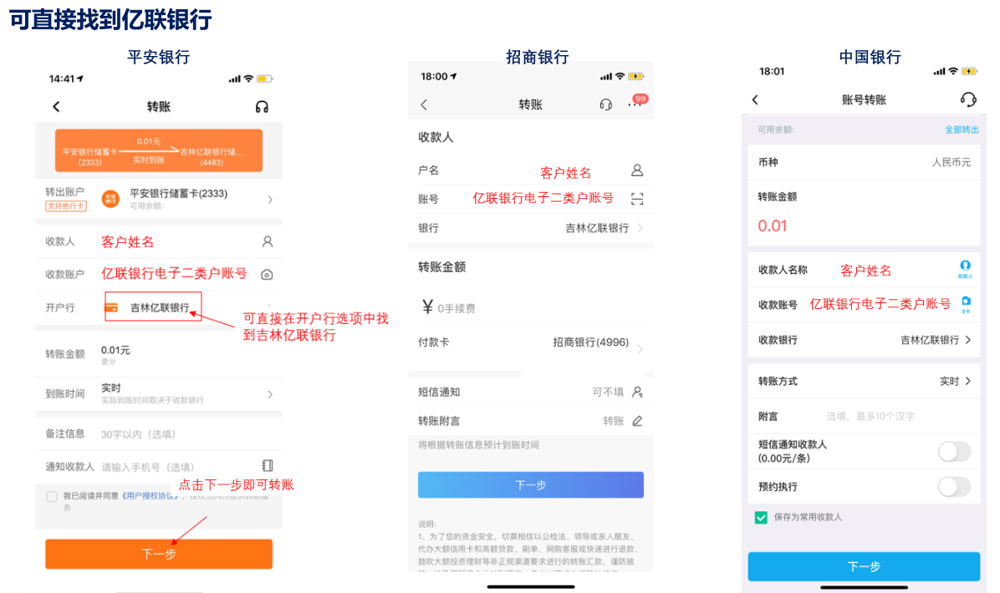 可直接找到亿联银行
平安银行
14:41
转账
0.01元
平安银行储蓄卡
(2333)
实时到账
吉林亿联银行储...
(4483)
转出账户
支持他行卡
平安银行
平安银行储蓄卡(2333)
可用余额:
收款人
客户姓名
收款账户
亿联银行电子二类户账号
开户行
吉林亿联银行
可直接在开户行选项中找
到吉林亿联银行
转账金额
0.01元
壹分
到账时间
实时
实际到账时间取决于收款银行
备注信息
30字以内（选填）
通知收款人
请输入手机号（选填）
点击下一步即可转账
我已阅读并同意《用户授权协议》
务
下一步
招商银行
18:00
转账
99
收款人
户名
客户姓名
账号
亿联银行电子二类户账号
银行
吉林亿联银行
转账金额
¥ 0手续费
付款卡
招商银行(4996)
短信通知
可不填
转账附言
转账
将根据转账信息预计到账时间
下一步
说明:
1、为了您的资金安全，切莫相信以公检法、领导或亲人朋友、
代办大额信用卡和高额贷款、刷单、网购客服或快递进行退款、
鼓吹大额投资理财等非正规渠道要求进行的转账汇款，谨防被
中国银行
18:01
账号转账
可用余额:
全部转出
币种
人民币元
转账金额
0.01
收款人名称
客户姓名
收款人
收款账号
亿联银行电子二类户账号
收款银行
吉林亿联银行
转账方式
实时
附言
选填，最多10个汉字
短信通知收款人
(0.00元/条)
预约执行
保存为常用收款人
下一步